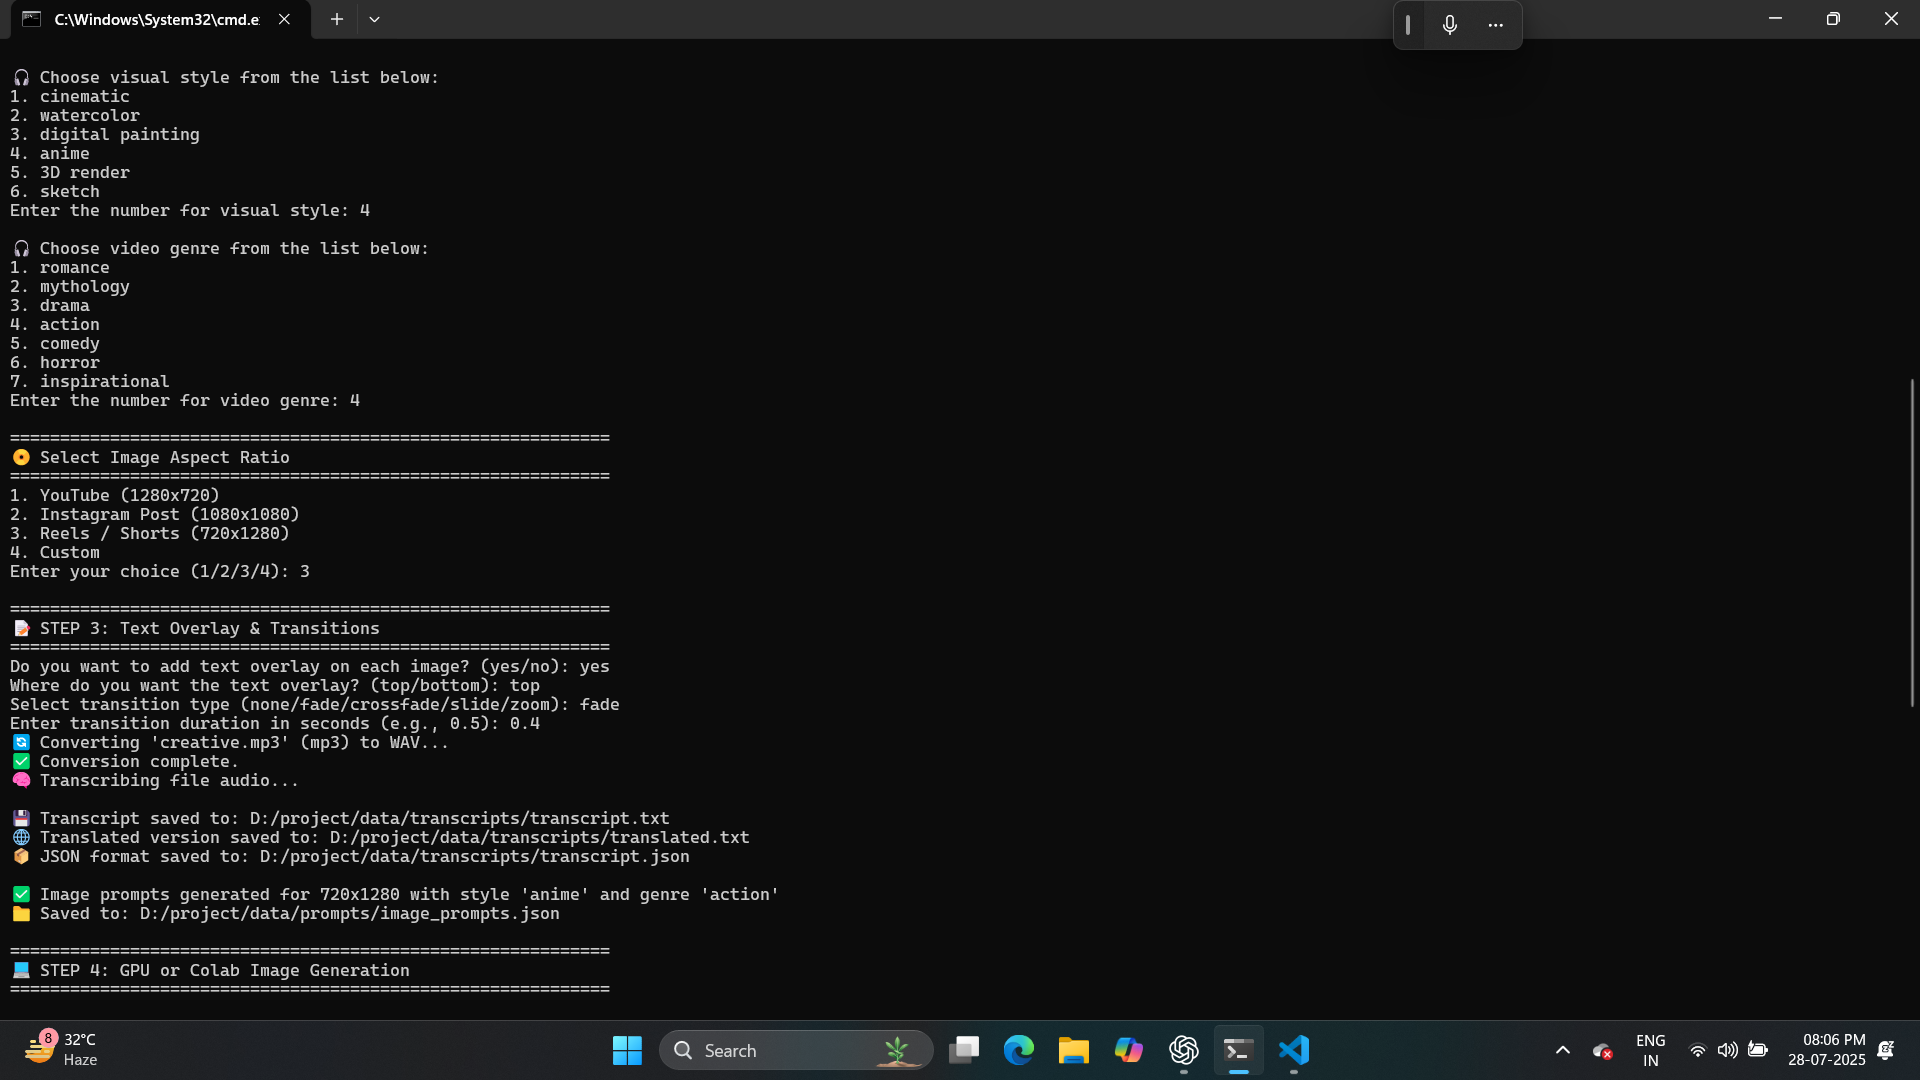 C:\Windows\System32\cmd.e
🎧 Choose visual style from the list below:
1. cinematic
2. watercolor
3. digital painting
4. anime
5. 3D render
6. sketch
Enter the number for visual style: 4
🎧 Choose video genre from the list below:
1. romance
2. mythology
3. drama
4. action
5. comedy
6. horror
7. inspirational
Enter the number for video genre: 4
============================================================
📀 Select Image Aspect Ratio
============================================================
1. YouTube (1280x720)
2. Instagram Post (1080x1080)
3. Reels / Shorts (720x1280)
4. Custom
Enter your choice (1/2/3/4): 3
============================================================
📝 STEP 3: Text Overlay & Transitions
============================================================
Do you want to add text overlay on each image? (yes/no): yes
Where do you want the text overlay? (top/bottom): top
Select transition type (none/fade/crossfade/slide/zoom): fade
Enter transition duration in seconds (e.g., 0.5): 0.4
🔄 Converting 'creative.mp3' (mp3) to WAV...
✅ Conversion complete.
🧠 Transcribing file audio...
💾 Transcript saved to: D:/project/data/transcripts/transcript.txt
🌐 Translated version saved to: D:/project/data/transcripts/translated.txt
📦 JSON format saved to: D:/project/data/transcripts/transcript.json
✅ Image prompts generated for 720x1280 with style 'anime' and genre 'action'
📁 Saved to: D:/project/data/prompts/image_prompts.json
============================================================
💻 STEP 4: GPU or Colab Image Generation
============================================================
8
32°C
Haze
Search
ENG
IN
08:06 PM
28-07-2025